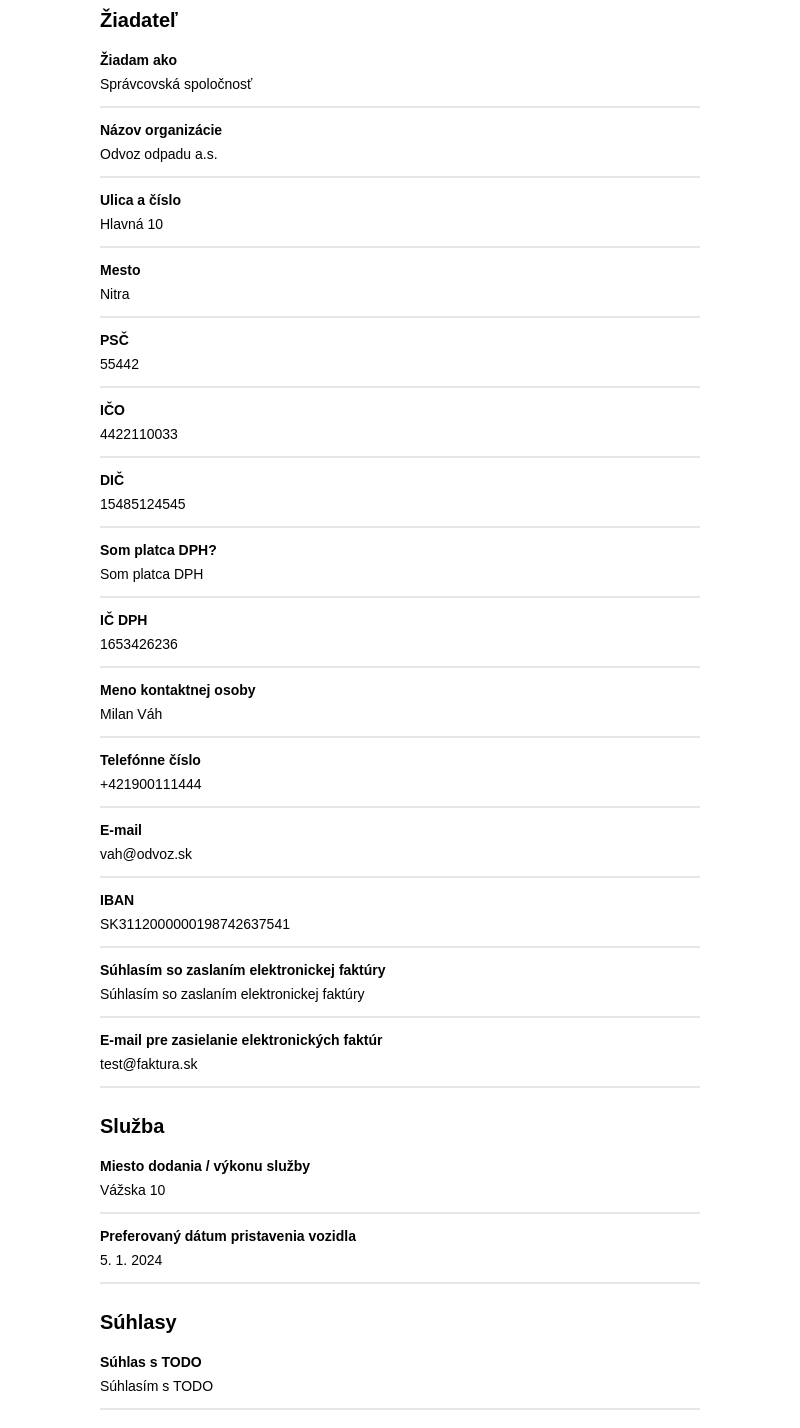 Žiadateľ
Žiadam ako
Správcovská spoločnosť
Názov organizácie
Odvoz odpadu a.s.
Ulica a číslo
Hlavná 10
Mesto
Nitra
PSČ
55442
IČO
4422110033
DIČ
15485124545
Som platca DPH?
Som platca DPH
IČ DPH
1653426236
Meno kontaktnej osoby
Milan Váh
Telefónne číslo
+421900111444
E-mail
vah@odvoz.sk
IBAN
SK3112000000198742637541
Súhlasím so zaslaním elektronickej faktúry
Súhlasím so zaslaním elektronickej faktúry
E-mail pre zasielanie elektronických faktúr
test@faktura.sk
Služba
Miesto dodania / výkonu služby
Vážska 10
Preferovaný dátum pristavenia vozidla
5. 1. 2024
Súhlasy
Súhlas s TODO
Súhlasím s TODO